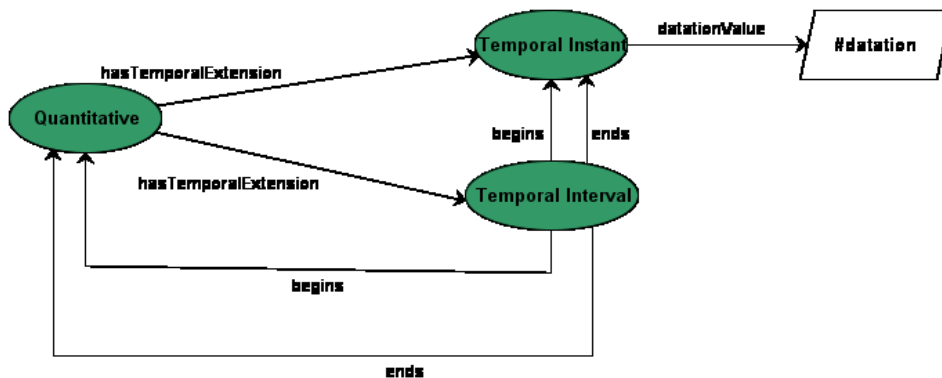 datationValue
Temporal Instant
#datation
hasTemporalExtension
Quantitative
begins
ends
hasTemporalExtension
Temporal Interval
begins
ends